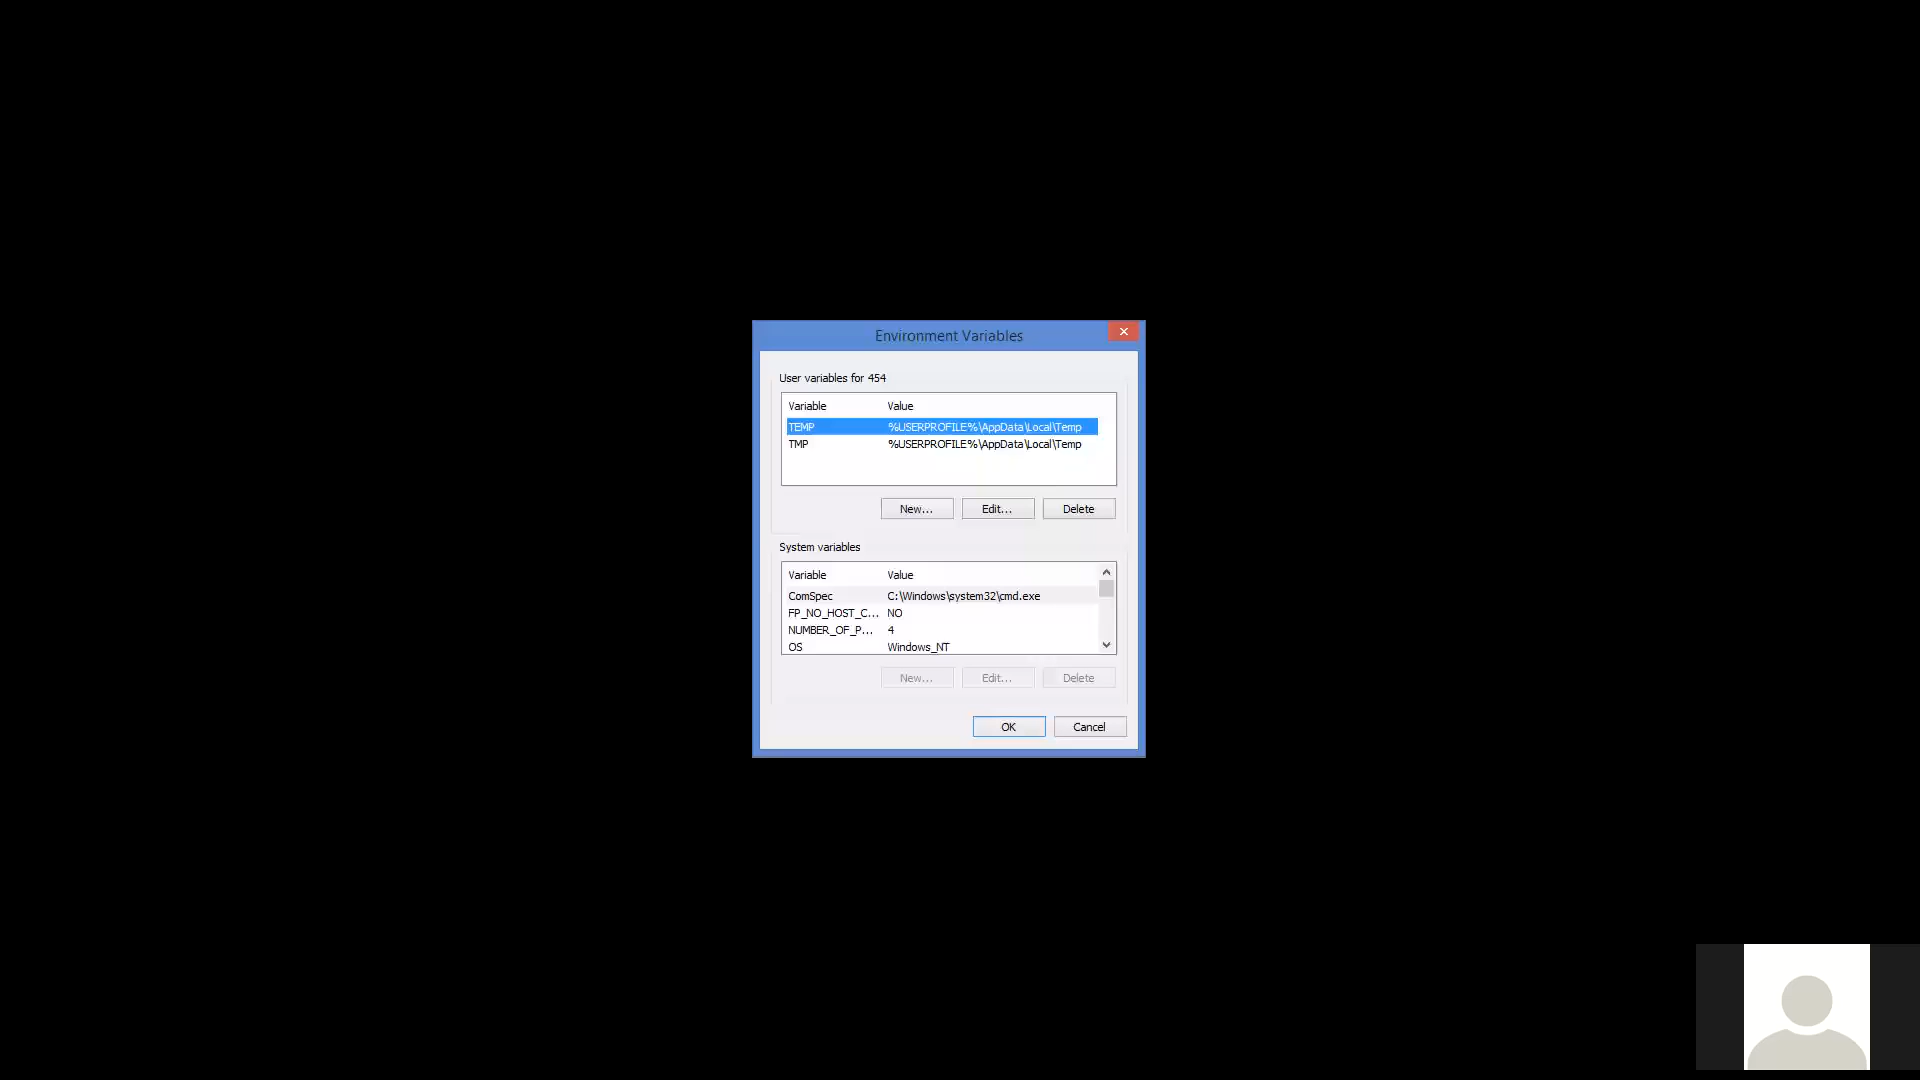 Environment Variables
User variables for 454
Variable Value
TEMP %USERPROFILE%\AppData\Local\Temp
TMP %USERPROFILE%\AppData\Local\Temp
New... Edit... Delete
System variables
Variable Value
ComSpec C:\Windows\system32\cmd.exe
FP_NO_HOST_C... NO
NUMBER_OF_P... 4
OS Windows_NT
New... Edit... Delete
OK Cancel